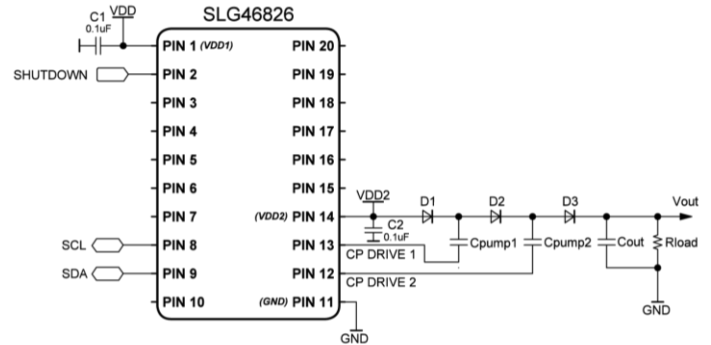 SLG46826
C1
VDD
0.1uF
PIN 1 (VDD1)
PIN 20
SHUTDOWN
PIN 2
PIN 19
PIN 3
PIN 18
PIN 4
PIN 17
PIN 5
PIN 16
PIN 6
PIN 15
VDD2
D1
D2
D3
Vout
PIN 7
(VDD2) PIN 14
C2
0.1uF
SCL
PIN 8
PIN 13
CP DRIVE 1
Cpump1
Cpump2
Cout
Rload
SDA
PIN 9
PIN 12
CP DRIVE 2
PIN 10
(GND) PIN 11
GND
GND